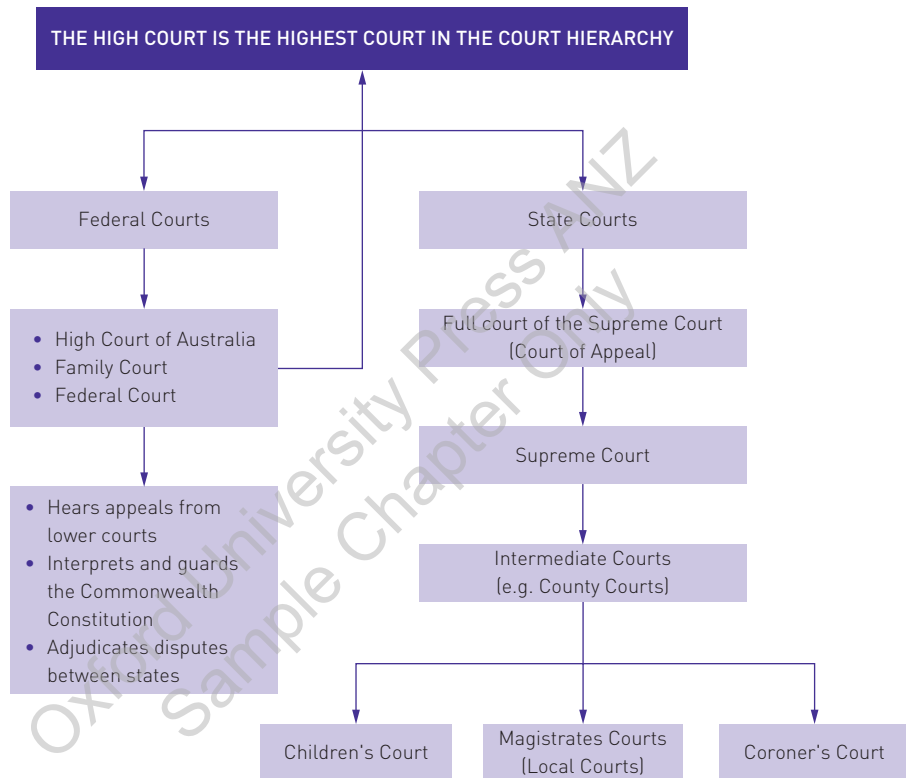 THE HIGH COURT IS THE HIGHEST COURT IN THE COURT HIERARCHY
Federal Courts
State Courts
• High Court of Australia
• Family Court
• Federal Court
Full court of the Supreme Court
(Court of Appeal)
Supreme Court
• Hears appeals from
lower courts
• Interprets and guards
the Commonwealth
Constitution
• Adjudicates disputes
between states
Intermediate Courts
(e.g. County Courts)
Children's Court
Magistrates Courts
(Local Courts)
Coroner's Court
Oxford University Press ANZ
Sample Chapter Only